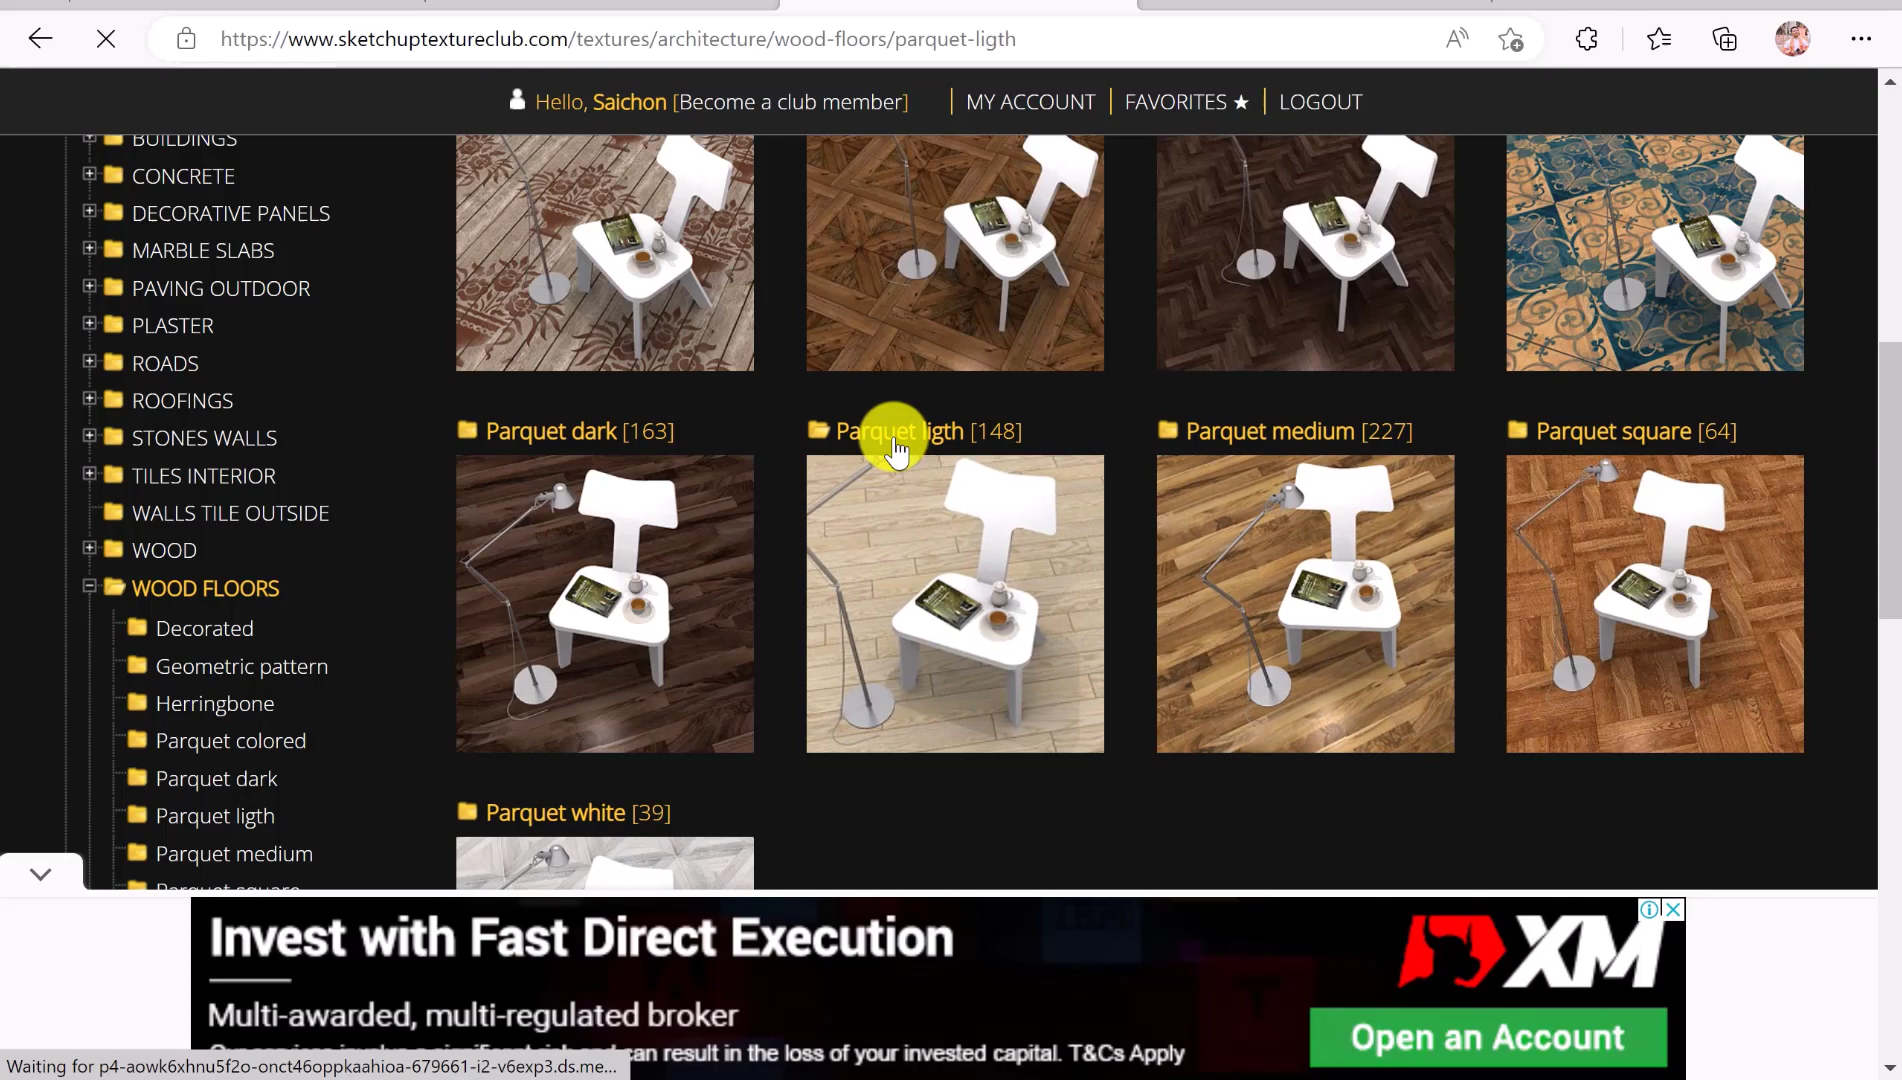 https://www.sketchuptextureclub.com/textures/architecture/wood-floors/parquet-ligth
Hello, Saichon [Become a club member]
MY ACCOUNT
FAVORITES ★
LOGOUT
BUILDINGS
CONCRETE
DECORATIVE PANELS
MARBLE SLABS
PAVING OUTDOOR
PLASTER
ROADS
ROOFINGS
STONES WALLS
TILES INTERIOR
WALLS TILE OUTSIDE
WOOD
WOOD FLOORS
Decorated
Geometric pattern
Herringbone
Parquet colored
Parquet dark
Parquet ligth
Parquet medium
Parquet square
Parquet dark [163]
Parquet ligth [148]
Parquet medium [227]
Parquet square [64]
Parquet white [39]
Invest with Fast Direct Execution
Multi-awarded, multi-regulated broker
can result in the loss of your invested capital. T&Cs Apply
XM
Open an Account
Waiting for p4-aowk6xhnu5f2o-onct46oppkaahioa-679661-i2-v6exp3.ds.me...